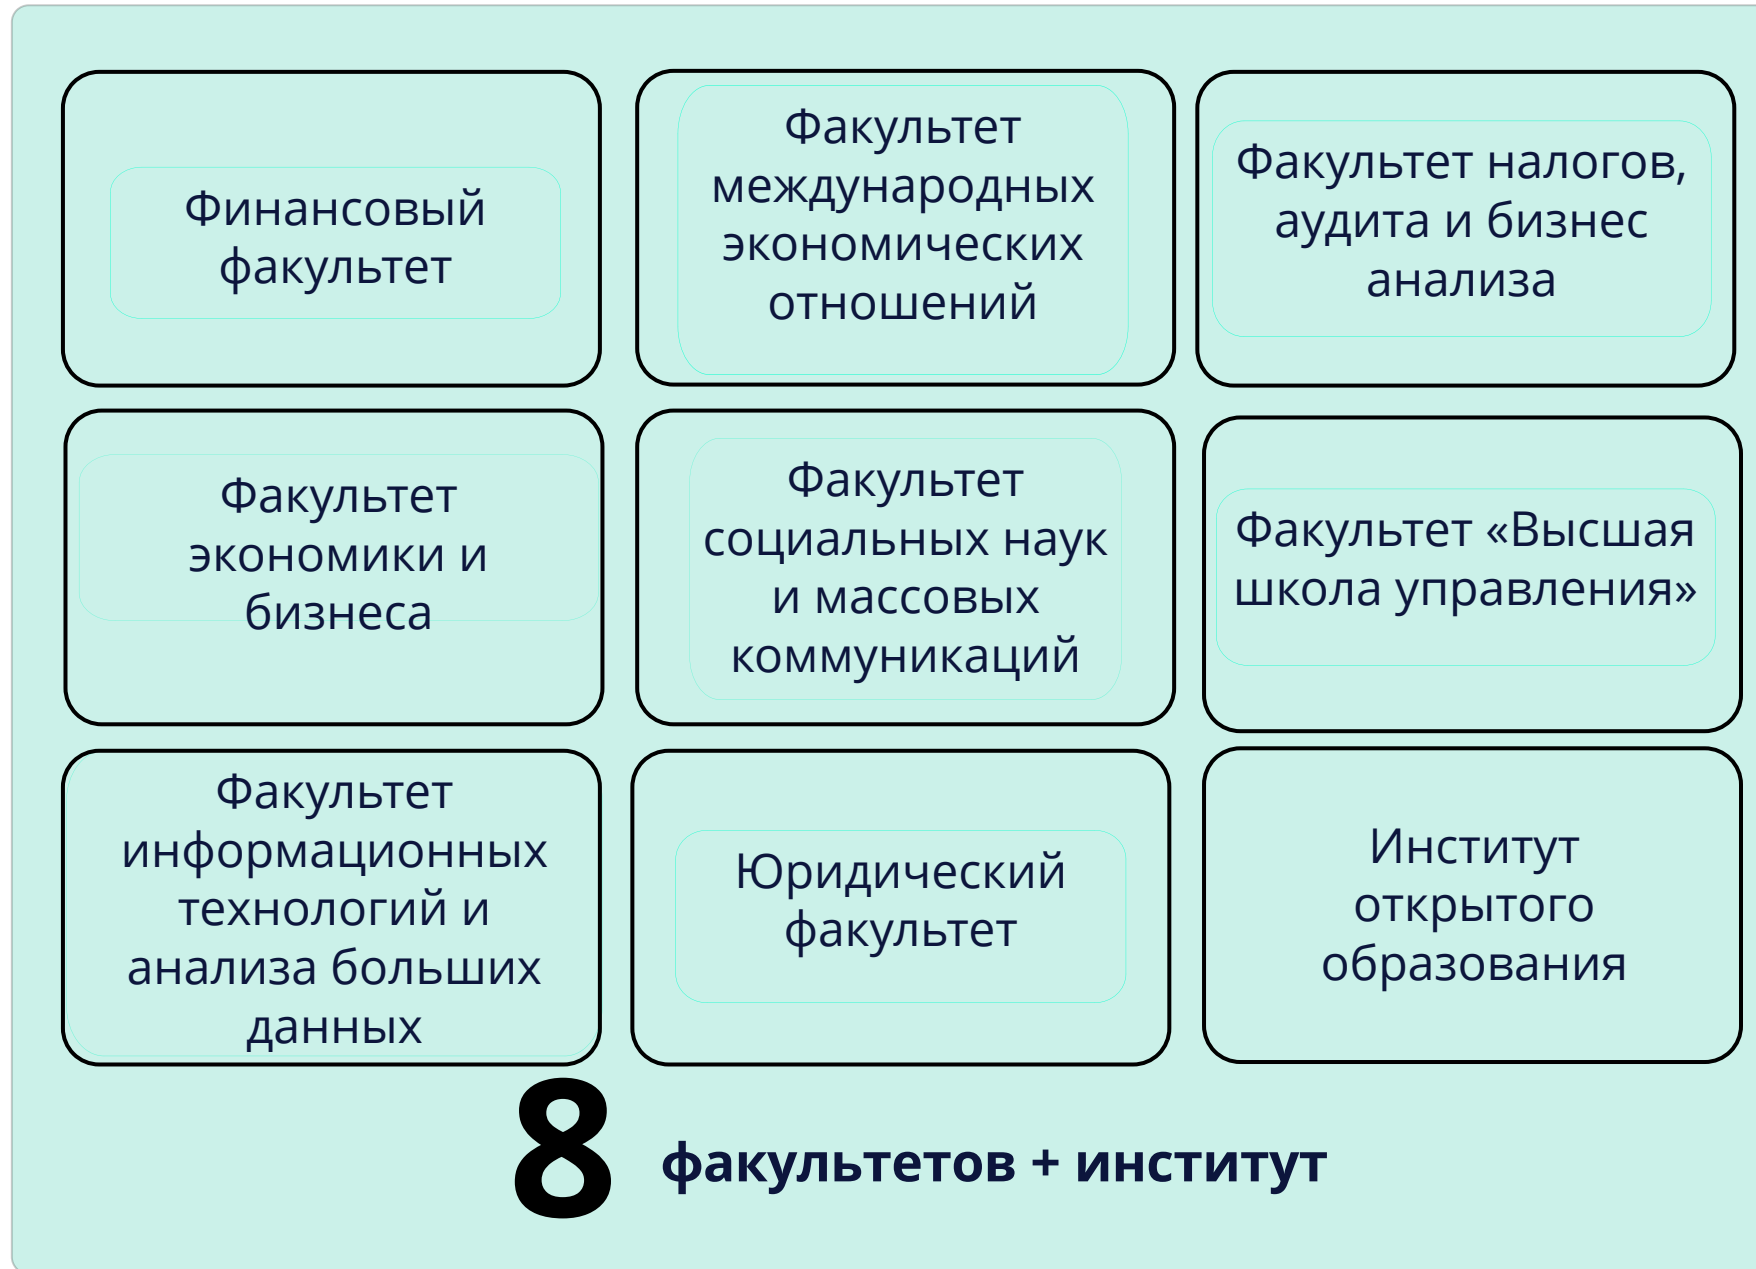 Финансовый
факультет
Факультет
международных
экономических
отношений
Факультет налогов,
аудита и бизнес
анализа
Факультет
экономики и
бизнеса
Факультет
социальных наук
и массовых
коммуникаций
Факультет «Высшая
школа управления»
Факультет
информационных
технологий и
анализа больших
данных
Юридический
факультет
Институт
открытого
образования
8 факультетов + институт